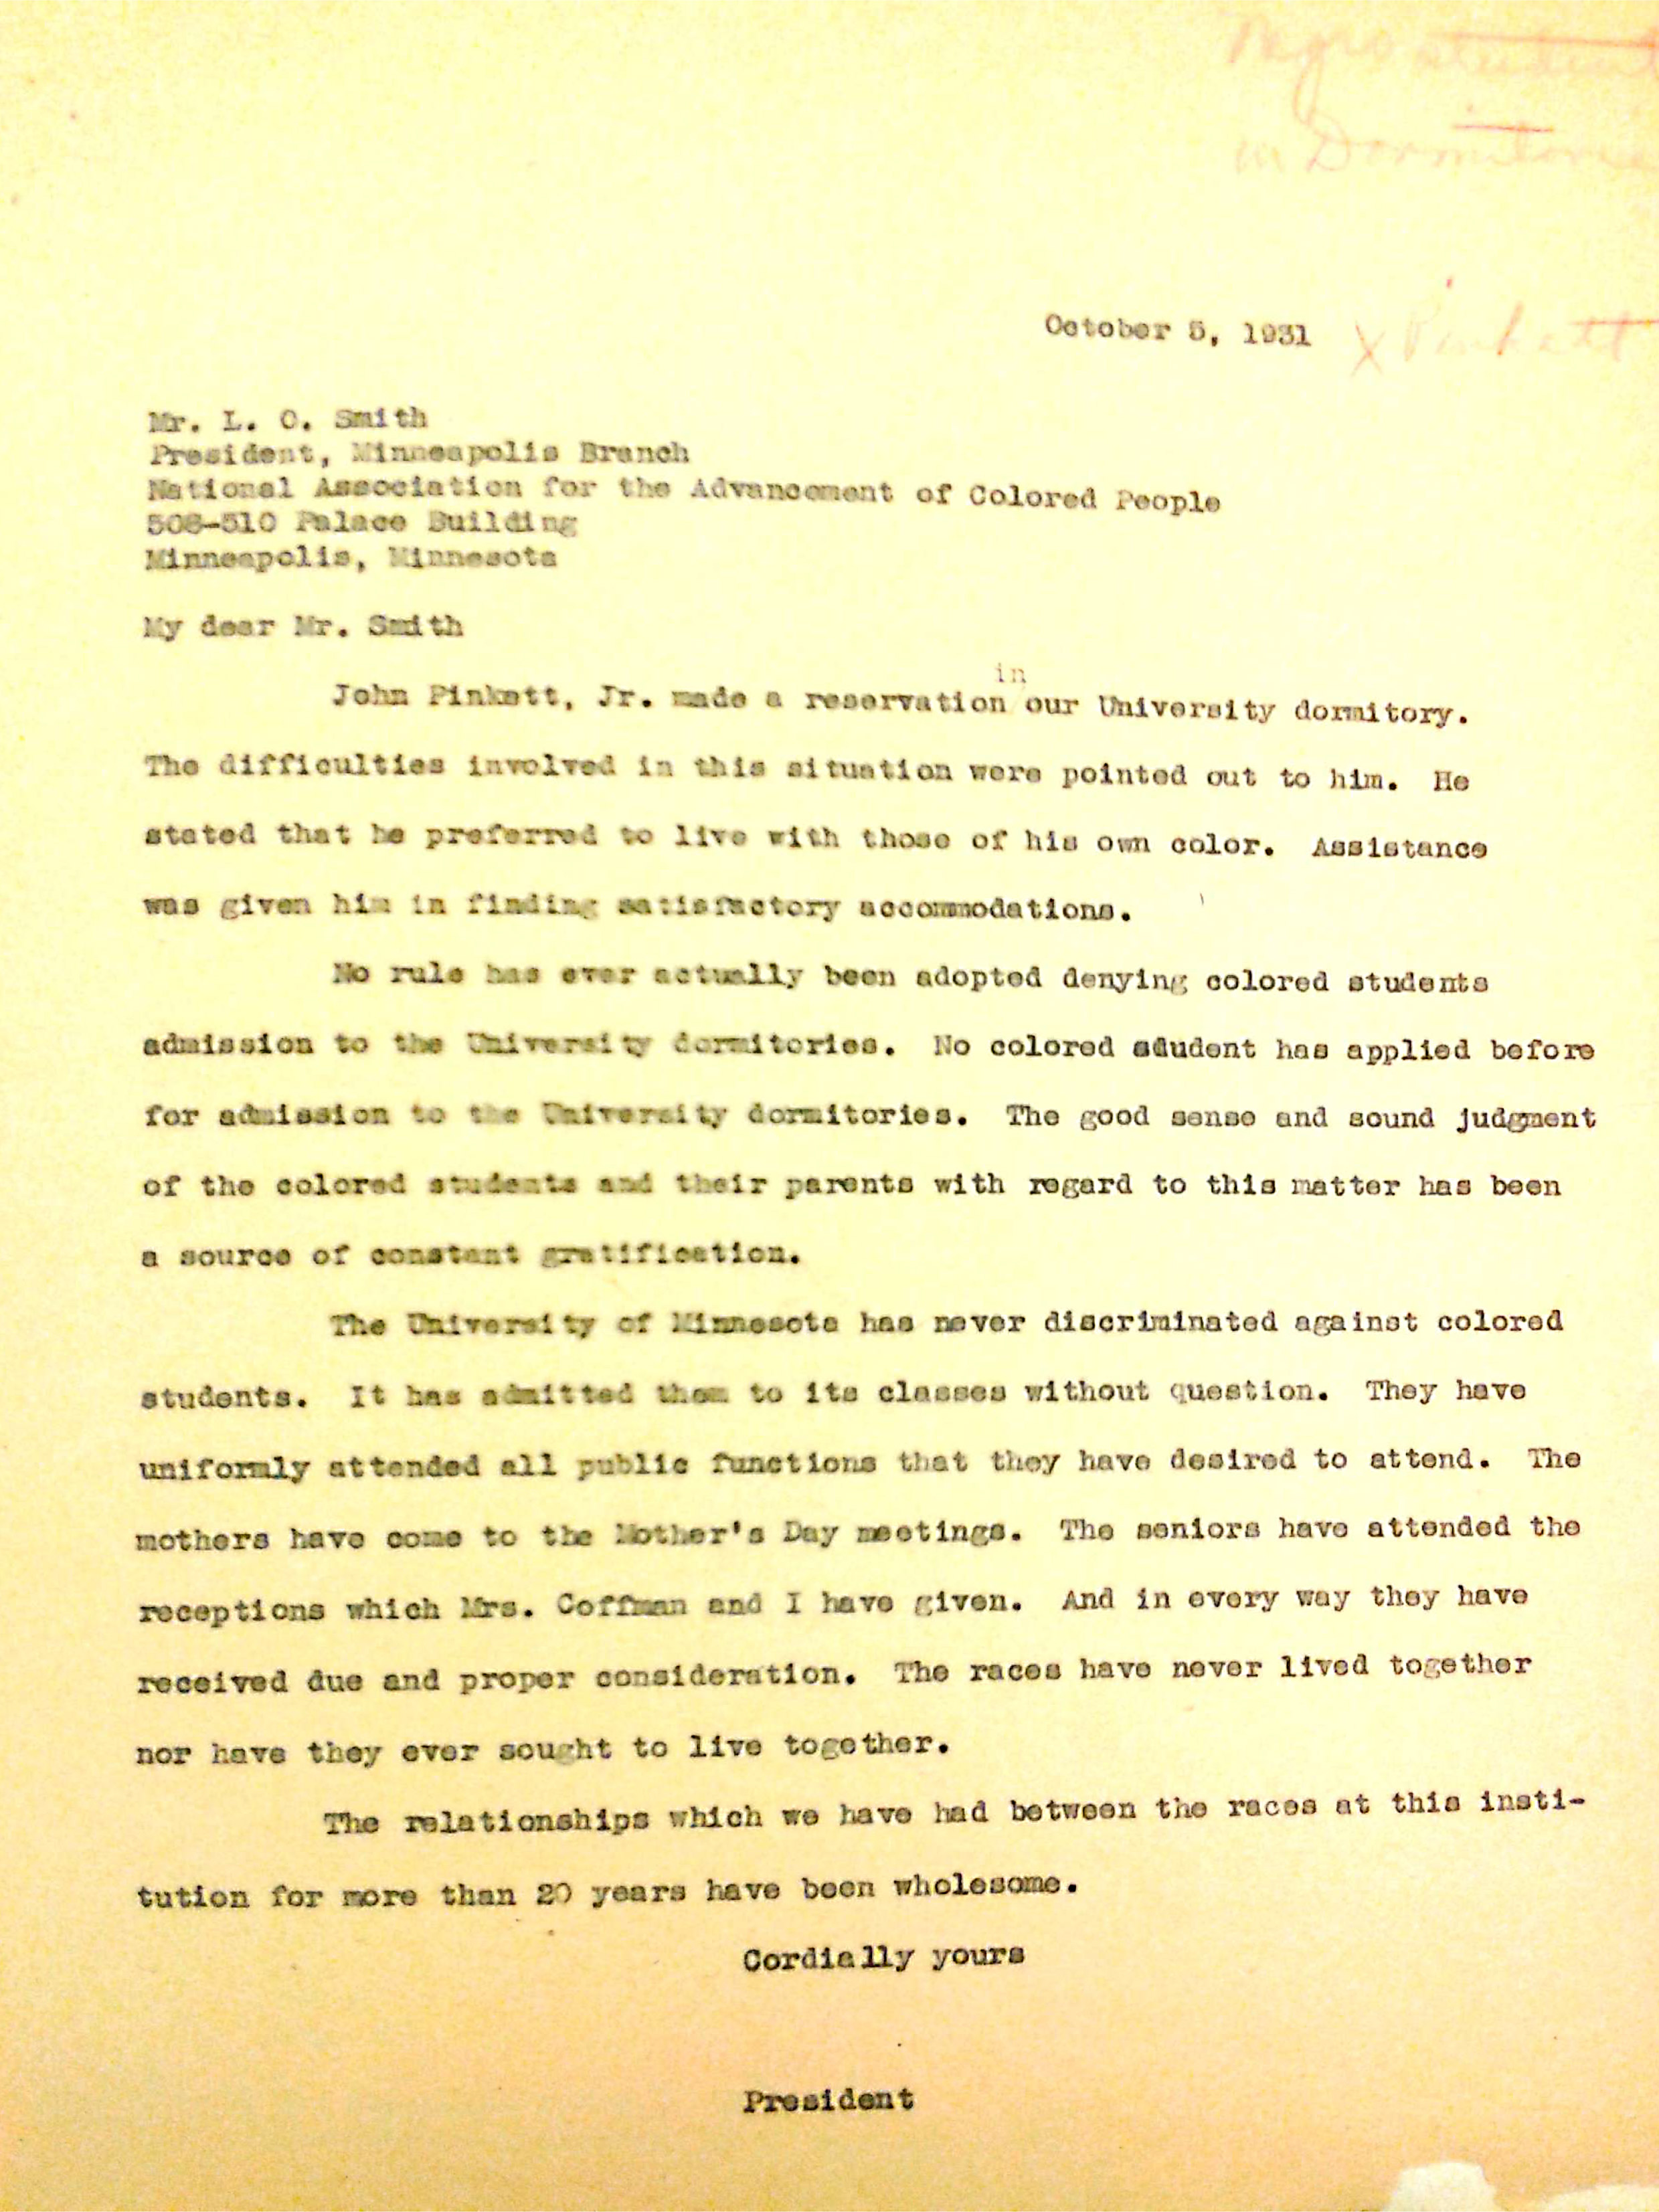 Negro student
in Dormitories
October 5, 1931 x Pinkett
Mr. L. O. Smith
President, Minneapolis Branch
National Association for the Advancement of Colored People
508-510 Palace Building
Minneapolis, Minnesota
My dear Mr. Smith
in
John Pinkett, Jr. made a reservation our University dormitory.
The difficulties involved in this situation were pointed out to him. He
stated that he preferred to live with those of his own color. Assistance
was given him in finding satisfactory accommodations.
No rule has ever actually been adopted denying colored students
admission to the University dormitories. No colored student has applied before
for admission to the University dormitories. The good sense and sound judgment
of the colored students and their parents with regard to this matter has been
a source of constant gratification.
The University of Minnesota has never discriminated against colored
students. It has admitted them to its classes without question. They have
uniformly attended all public functions that they have desired to attend. The
mothers have come to the Mother's Day meetings. The seniors have attended the
receptions which Mrs. Coffman and I have given. And in every way they have
received due and proper consideration. The races have never lived together
nor have they ever sought to live together.
The relationships which we have had between the races at this insti-
tution for more than 20 years have been wholesome.
Cordially yours
President